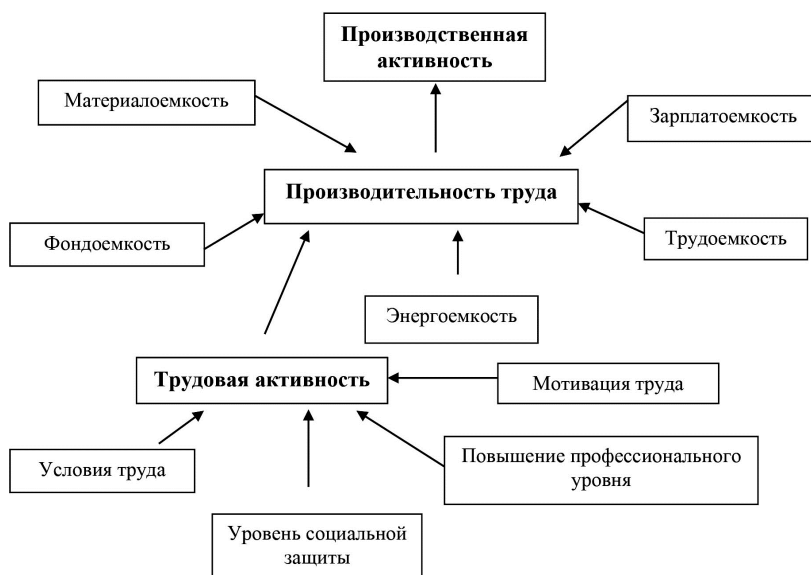 Производственная
активность
Материалоемкость
Зарплатоемкость
Производительность труда
Фондоемкость
Трудоемкость
Энергоемкость
Трудовая активность
Мотивация труда
Условия труда
Повышение профессионального
уровня
Уровень социальной
защиты